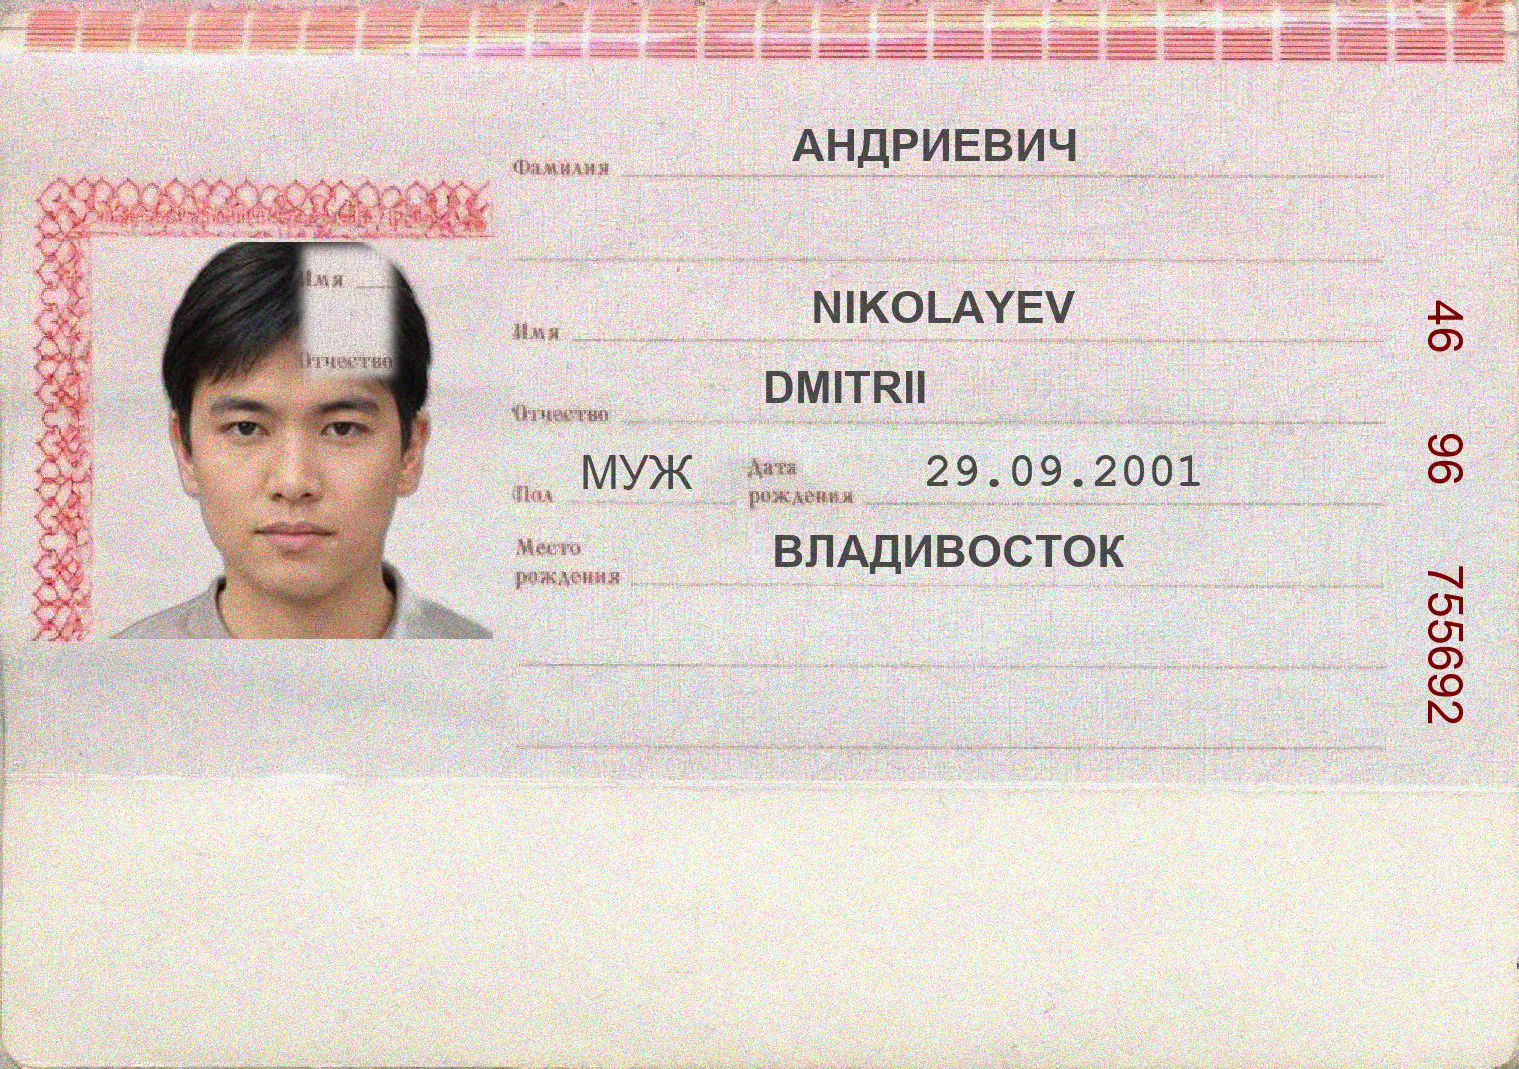 АНДРИЕВИЧ
Фамилия
Имя
NIKOLAYEV
Имя
Отчество
DMITRII
Отчество
МУЖ
Дата
29.09.2001
Пол
рождения
Место
ВЛАДИВОСТОК
рождения
46 96 755692